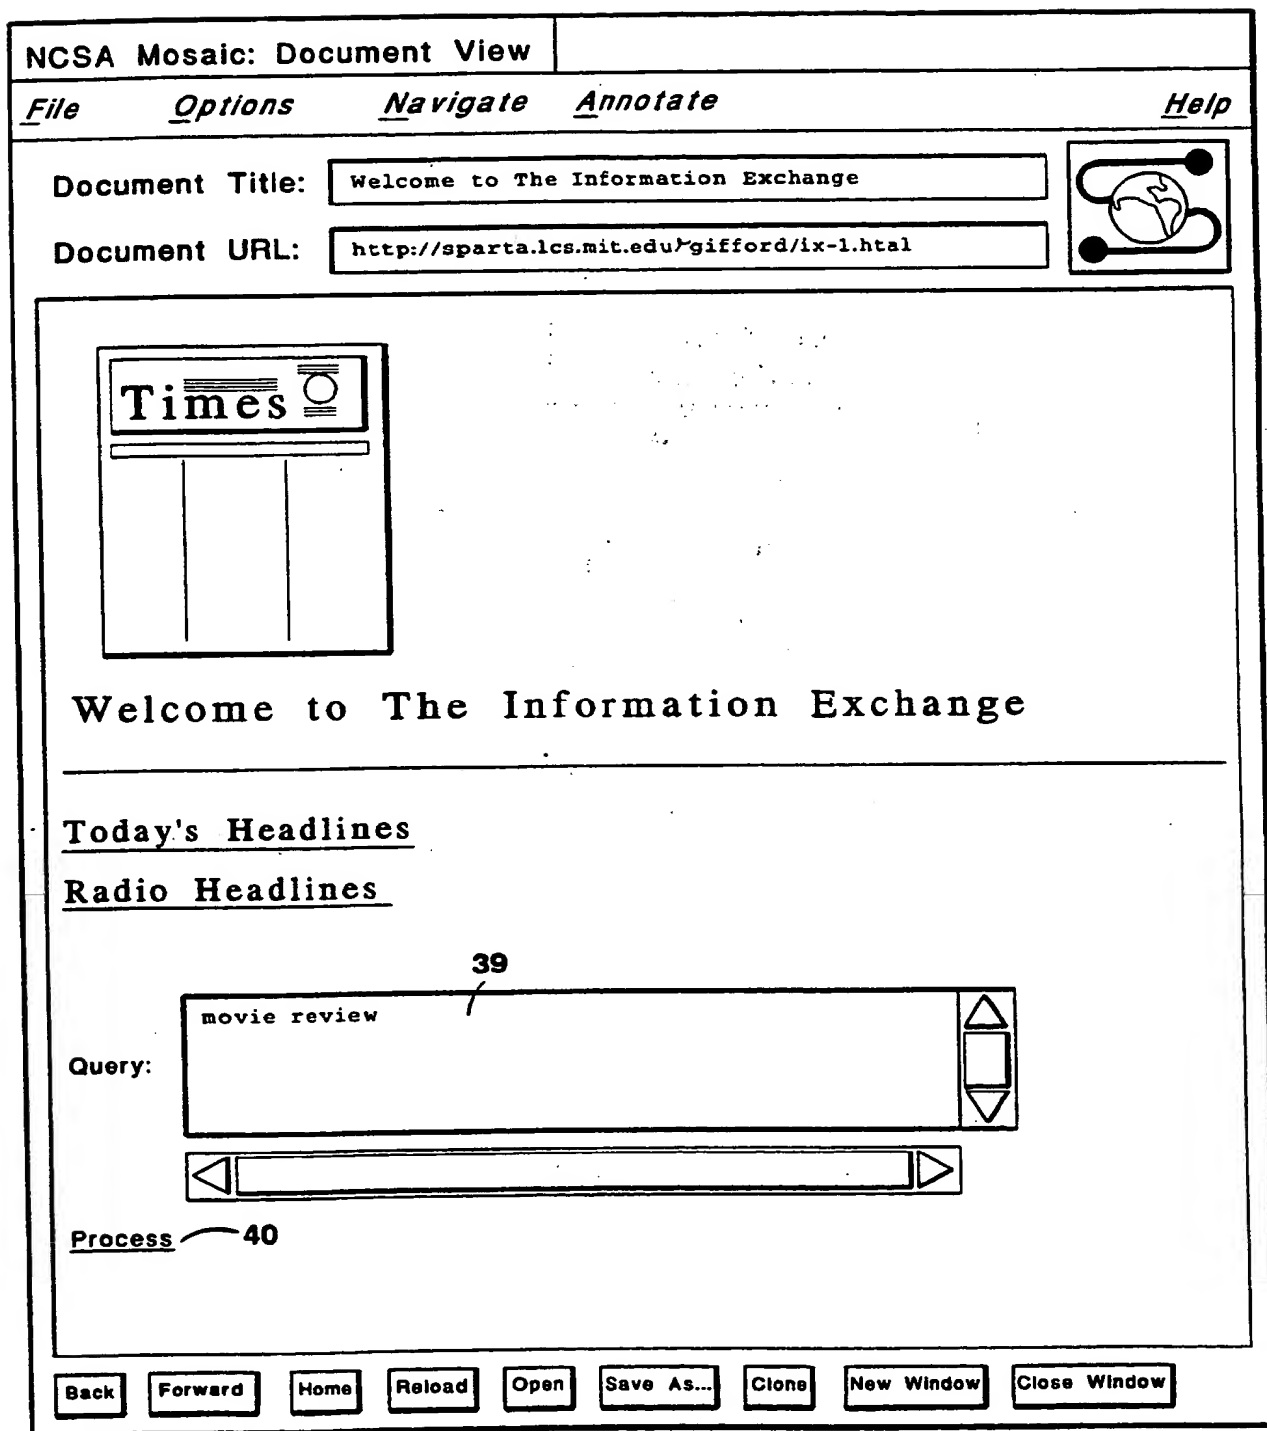 NCSA Mosaic: Document View
File Options Navigate Annotate Help
Document Title: Welcome to The Information Exchange
Document URL: http://sparta.lcs.mit.edu/~gifford/ix-1.htal
Times
Welcome to The Information Exchange
Today's Headlines
Radio Headlines
39
movie review
Query:
Process 40
Back Forward Home Reload Open Save As... Clone New Window Close Window